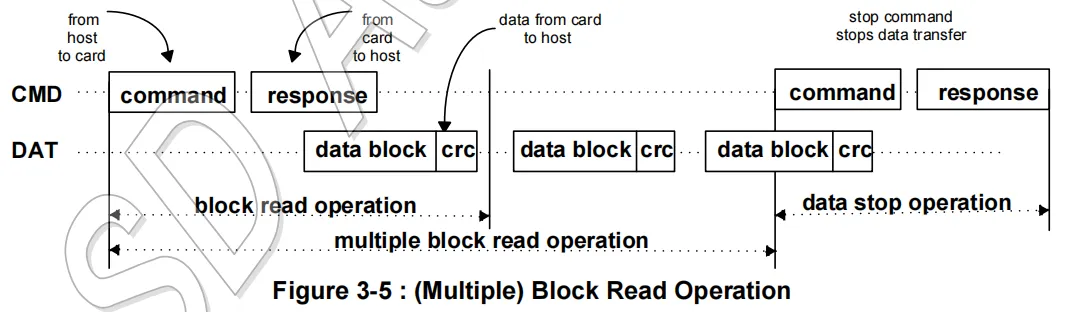 from
host
to card
from
card
to host
data from card
to host
stop command
stops data transfer
CMD
command
response
command
response
DAT
data block
crc
data block
crc
data block
crc
block read operation
data stop operation
multiple block read operation
Figure 3-5 : (Multiple) Block Read Operation
SD A